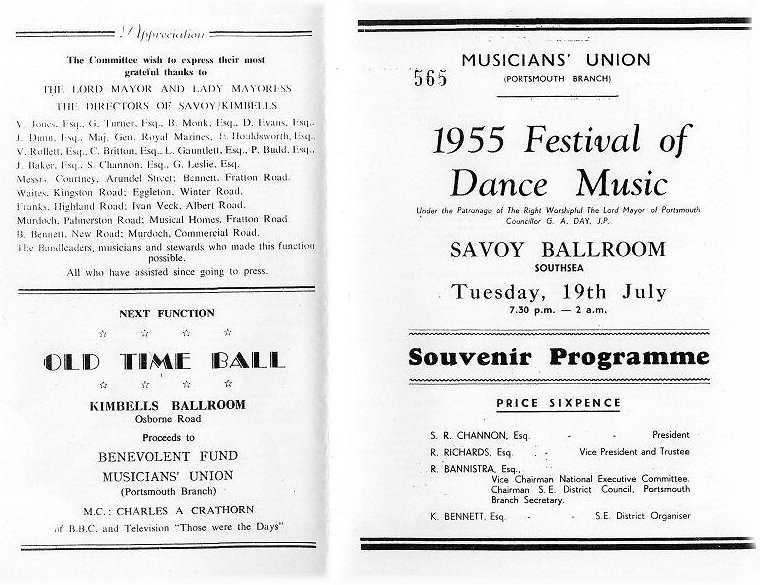 Appreciation
The Committee wish to express their most
grateful thanks to
THE LORD MAYOR AND LADY MAYORESS
THE DIRECTORS OF SAVOY/KIMBELLS
V. Jones, Esq., G. Turner, Esq., B. Monk, Esq., D. Evans, Esq.,
J. Dunn, Esq., Maj. Gen. Royal Marines, E. Houldsworth, Esq.,
V. Rollett, Esq., C. Britton, Esq., L. Gauntlett, Esq., P. Budd, Esq.,
J. Baker, Esq., S. Channon, Esq., G. Leslie, Esq.
Messrs. Courtney, Arundel Street; Bennett, Fratton Road.
Waites, Kingston Road; Eggleton, Winter Road.
Franks, Highland Road; Ivan Veck, Albert Road.
Murdoch, Palmerston Road; Musical Homes, Fratton Road
B. Bennett, New Road; Murdoch, Commercial Road.
The Bandleaders, musicians and stewards who made this function
possible.
All who have assisted since going to press.
NEXT FUNCTION
OLD TIME BALL
KIMBELLS BALLROOM
Osborne Road
Proceeds to
BENEVOLENT FUND
MUSICIANS' UNION
(Portsmouth Branch)
M.C.: CHARLES A CRATHORN
of B.B.C. and Television "Those were the Days"
MUSICIANS' UNION
565 (PORTSMOUTH BRANCH)
1955 Festival of
Dance Music
Under the Patronage of The Right Worshipful The Lord Mayor of Portsmouth
Councillor G. A. DAY, J.P.
SAVOY BALLROOM
SOUTHSEA
Tuesday, 19th July
7.30 p.m. — 2 a.m.
Souvenir Programme
PRICE SIXPENCE
S. R. CHANNON, Esq. - - President
R. RICHARDS, Esq. - - Vice President and Trustee
R. BANNISTRA, Esq.,
Vice Chairman National Executive Committee.
Chairman S.E. District Council, Portsmouth
Branch Secretary.
K. BENNETT, Esq. - - S.E. District Organiser